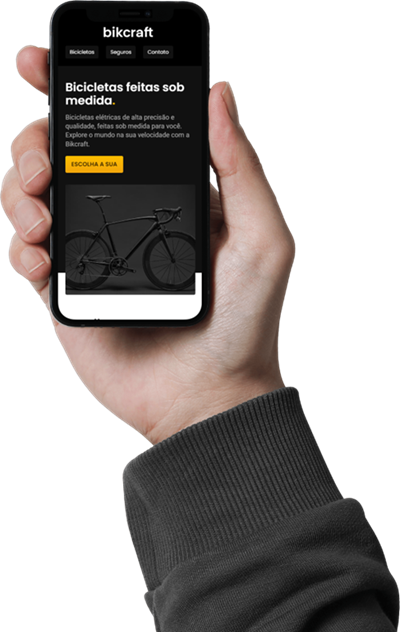 bikcraft
Bicicletas Seguros Contato
Bicicletas feitas sob
medida.
Bicicletas elétricas de alta precisão e
qualidade, feitas sob medida para você.
Explore o mundo na sua velocidade com a
Bikcraft.
ESCOLHA A SUA